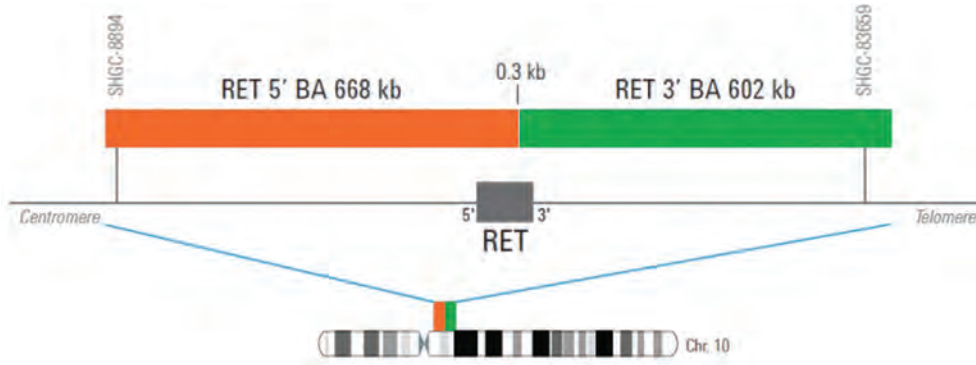 SHGC-8894
SHGC-83659
0.3 kb
RET 5' BA 668 kb
RET 3' BA 602 kb
Centromere
5'
3'
Telomere
RET
Chr. 10